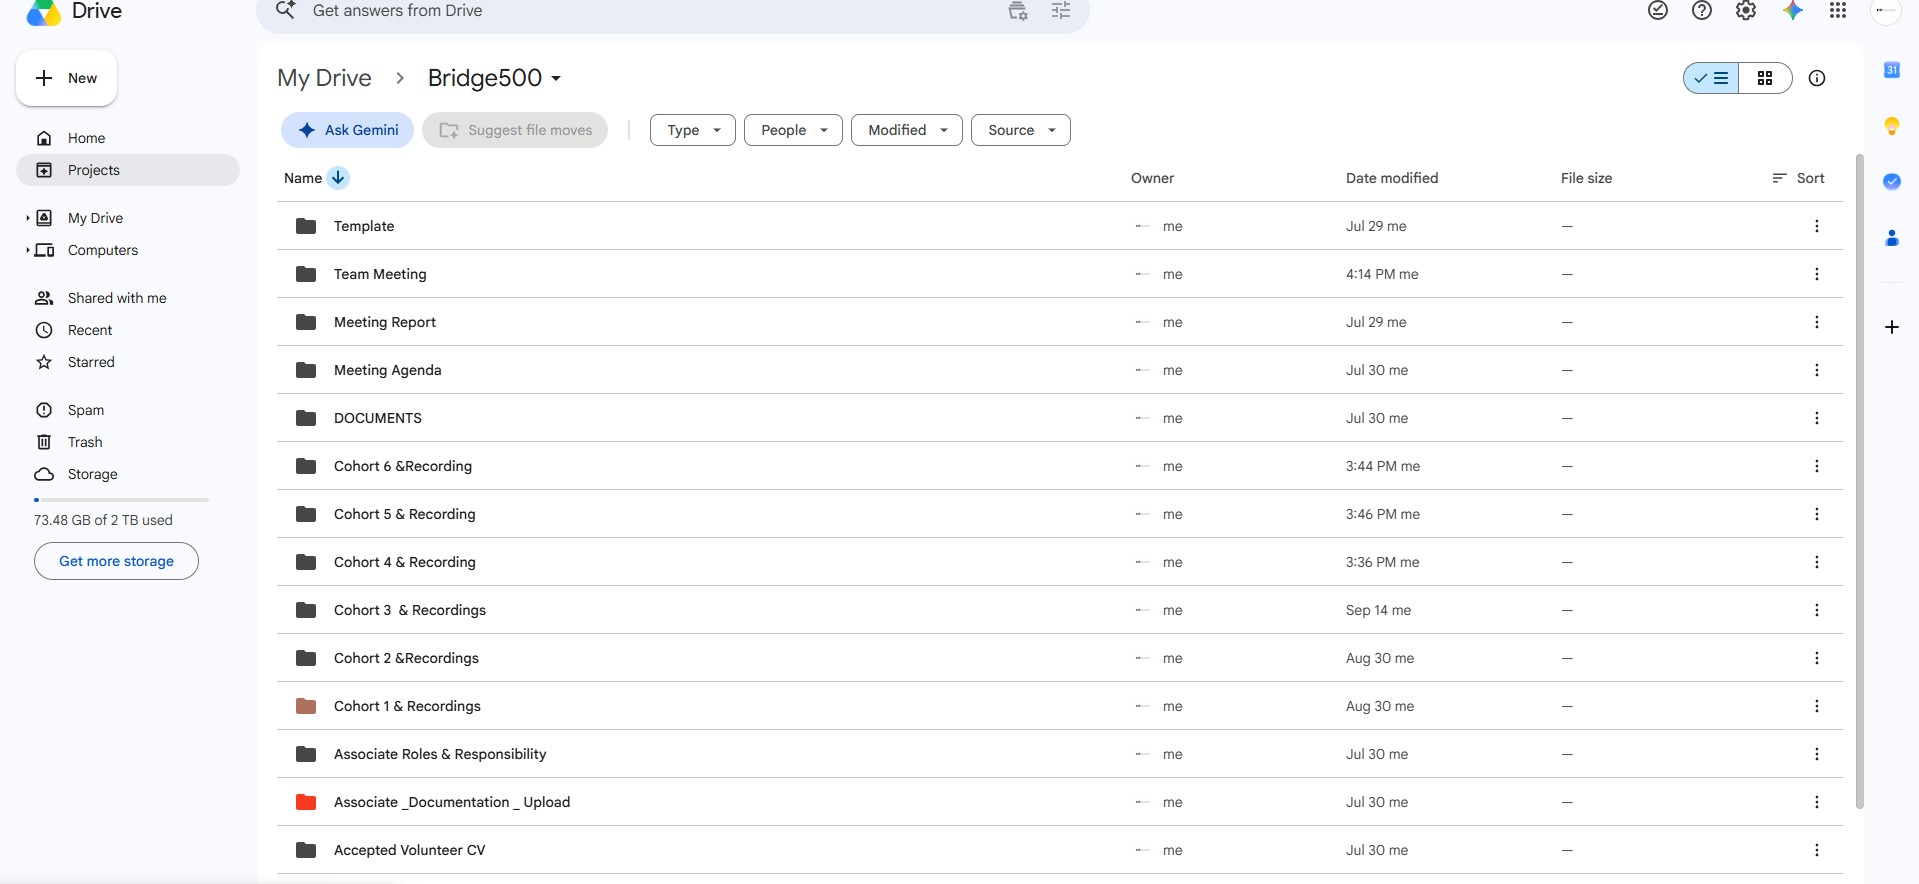 Drive
Get answers from Drive
New
Home
Projects
My Drive
Computers
Shared with me
Recent
Starred
Spam
Trash
Storage
73.48 GB of 2 TB used
Get more storage
My Drive > Bridge500
Ask Gemini Suggest file moves Type People Modified Source
Name Owner Date modified File size Sort
Template me Jul 29 me —
Team Meeting me 4:14 PM me —
Meeting Report me Jul 29 me —
Meeting Agenda me Jul 30 me —
DOCUMENTS me Jul 30 me —
Cohort 6 &Recording me 3:44 PM me —
Cohort 5 & Recording me 3:46 PM me —
Cohort 4 & Recording me 3:36 PM me —
Cohort 3  & Recordings me Sep 14 me —
Cohort 2 &Recordings me Aug 30 me —
Cohort 1 & Recordings me Aug 30 me —
Associate Roles & Responsibility me Jul 30 me —
Associate _Documentation _ Upload me Jul 30 me —
Accepted Volunteer CV me Jul 30 me —
31